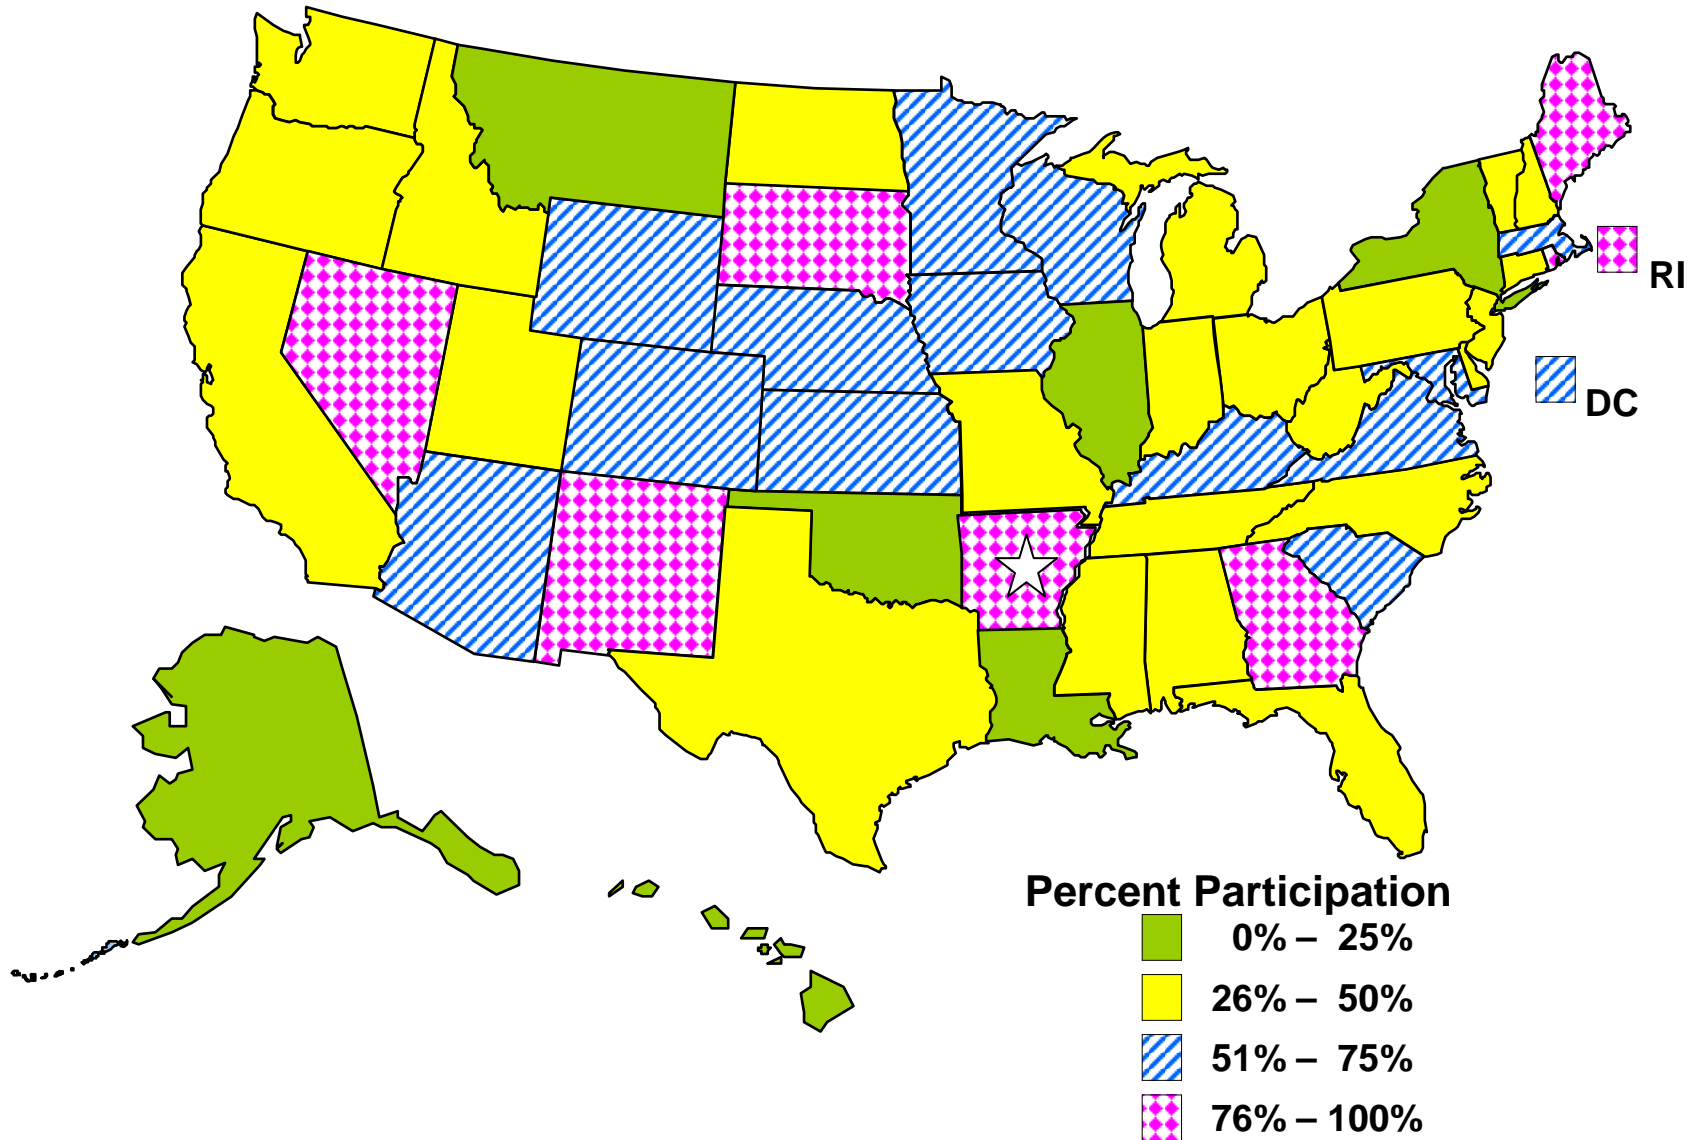 RI
DC
Percent Participation
0% – 25%
26% – 50%
51% – 75%
76% – 100%